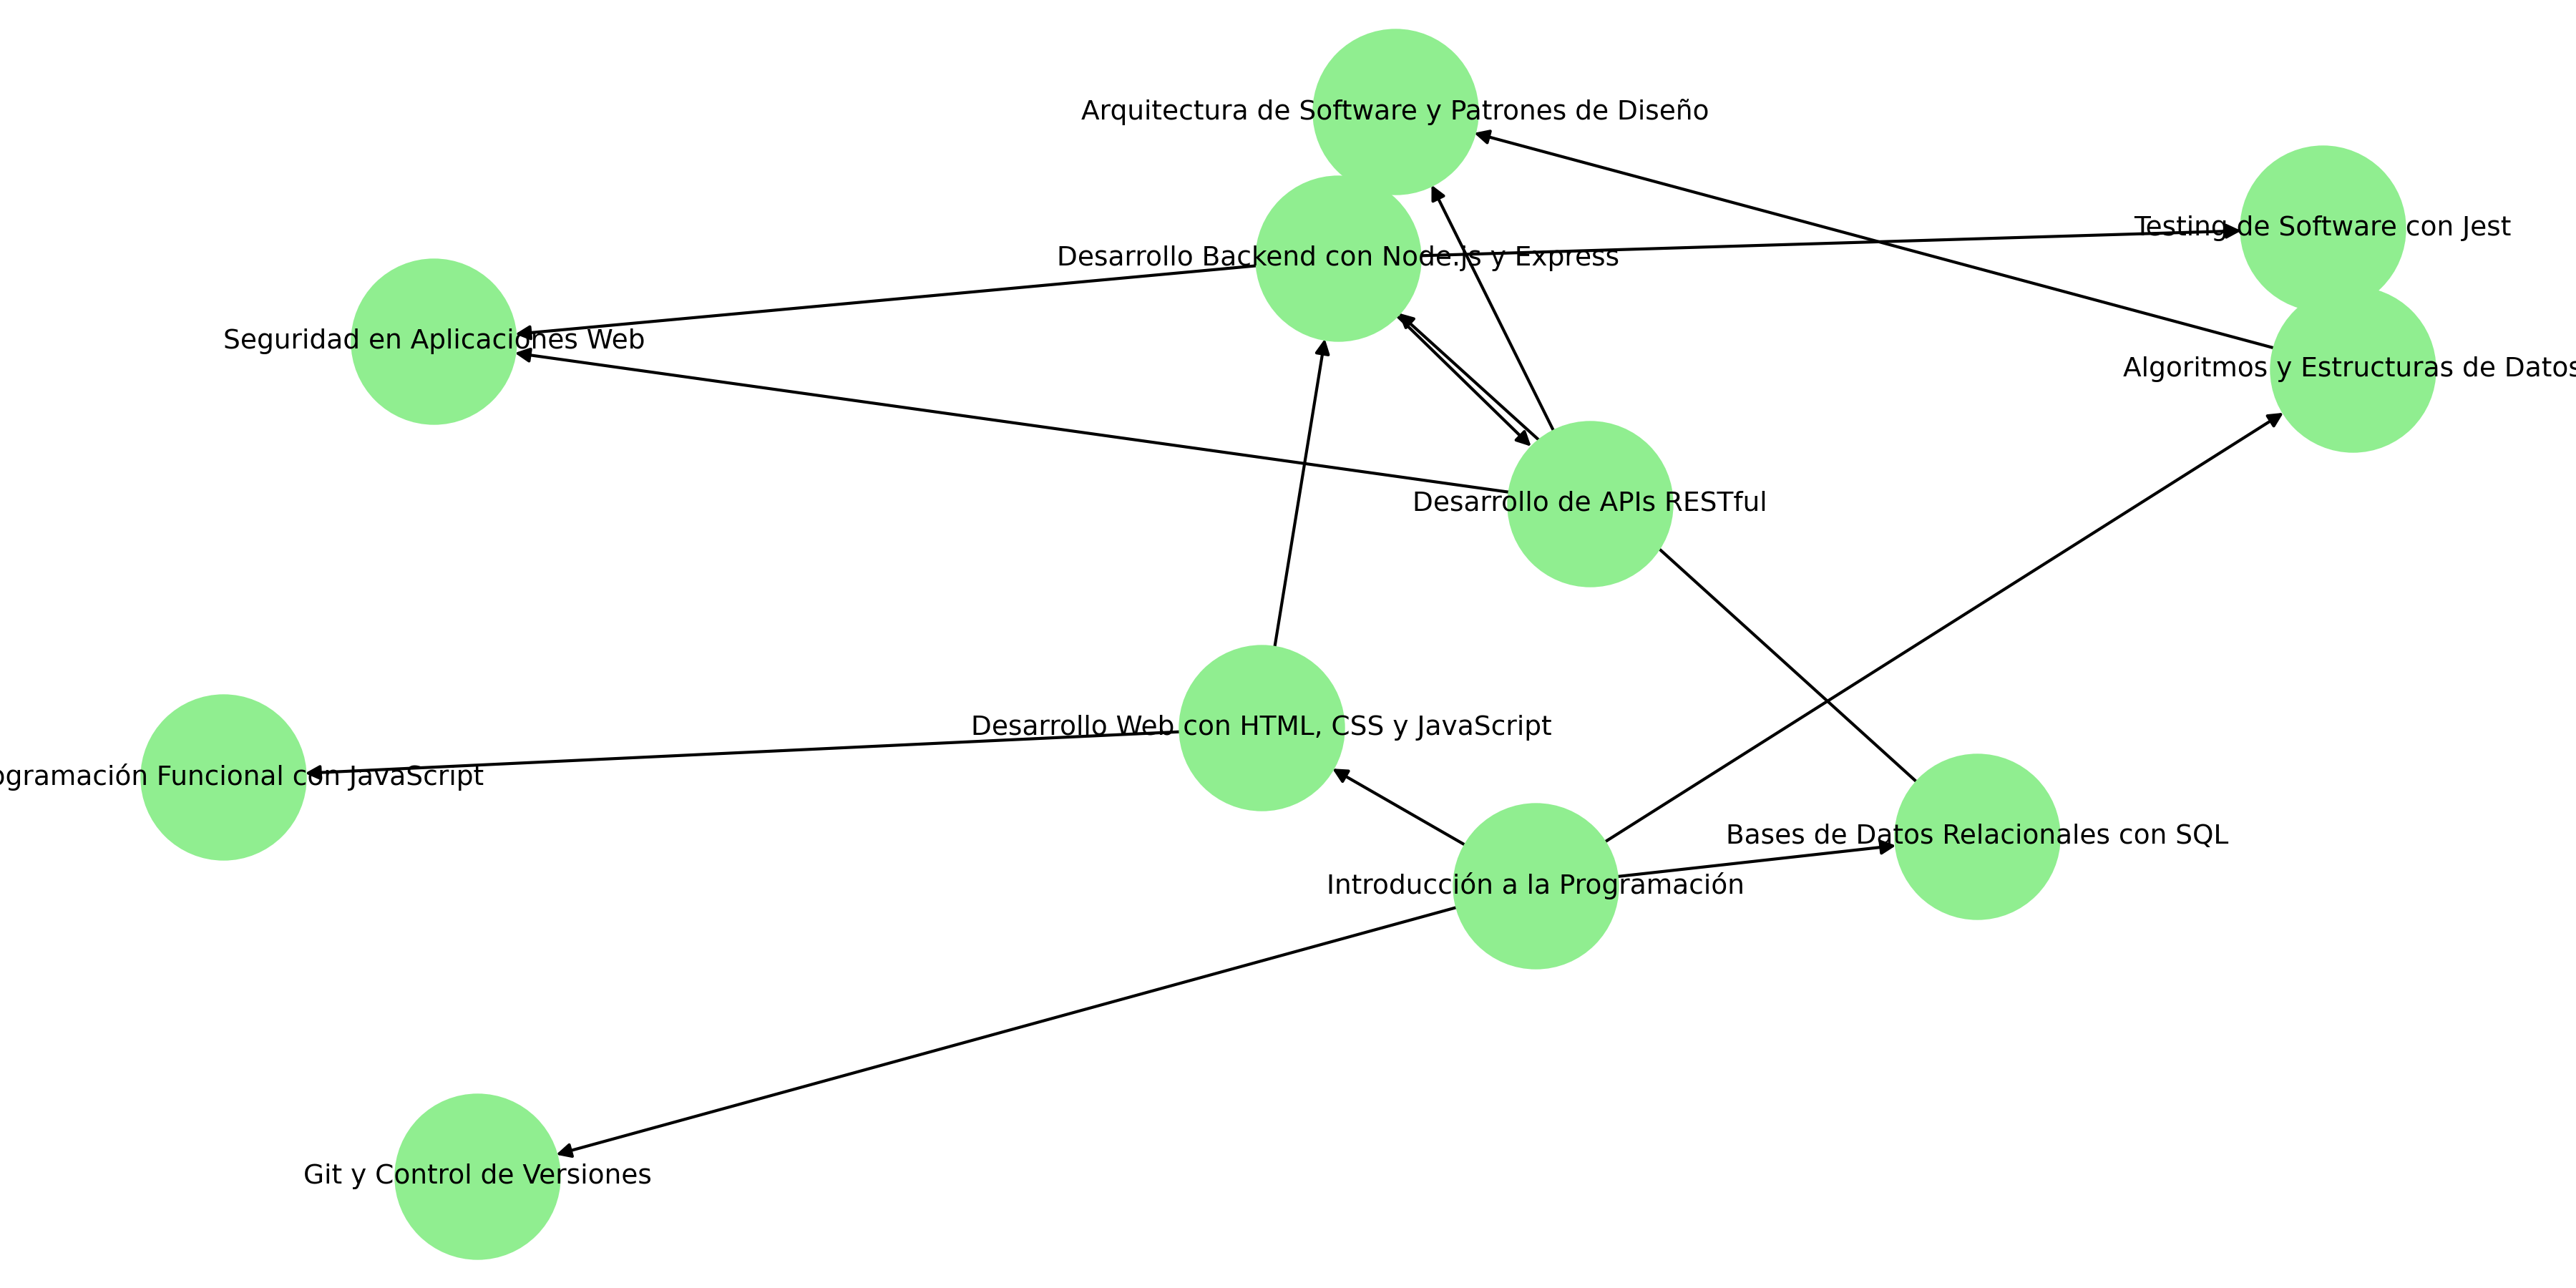 Arquitectura de Software y Patrones de Diseño
Testing de Software con Jest
Desarrollo Backend con Node.js y Express
Seguridad en Aplicaciones Web
Algoritmos y Estructuras de Datos
Desarrollo de APIs RESTful
Desarrollo Web con HTML, CSS y JavaScript
Funcional con JavaScript
Bases de Datos Relacionales con SQL
Introducción a la Programación
Git y Control de Versiones